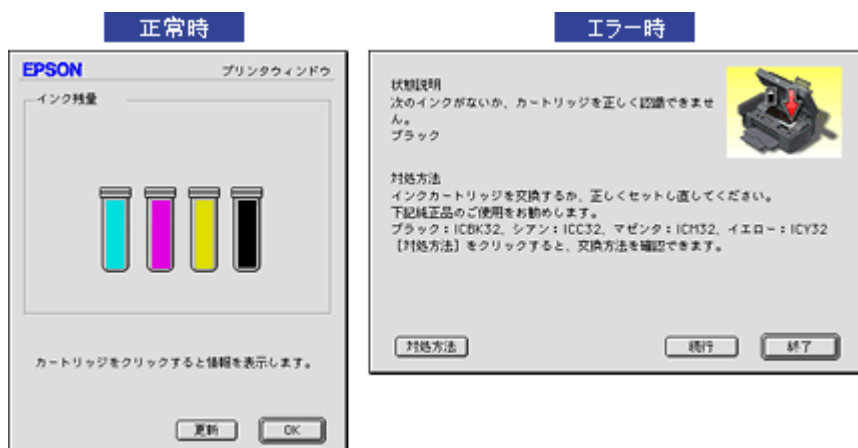 正常時
EPSON プリンタウィンドウ
インク残量
カートリッジをクリックすると情報を表示します。
更新 OK
エラー時
状態説明
次のインクがないか、カートリッジを正しく認識できませ
ん。
ブラック
対処方法
インクカートリッジを交換するか、正しくセットし直してください。
下記純正品のご使用をお勧めします。
ブラック：ICBK32、シアン：ICC32、マゼンタ：ICM32、イエロー：ICY32
［対処方法］をクリックすると、交換方法を確認できます。
対処方法 続行 終了